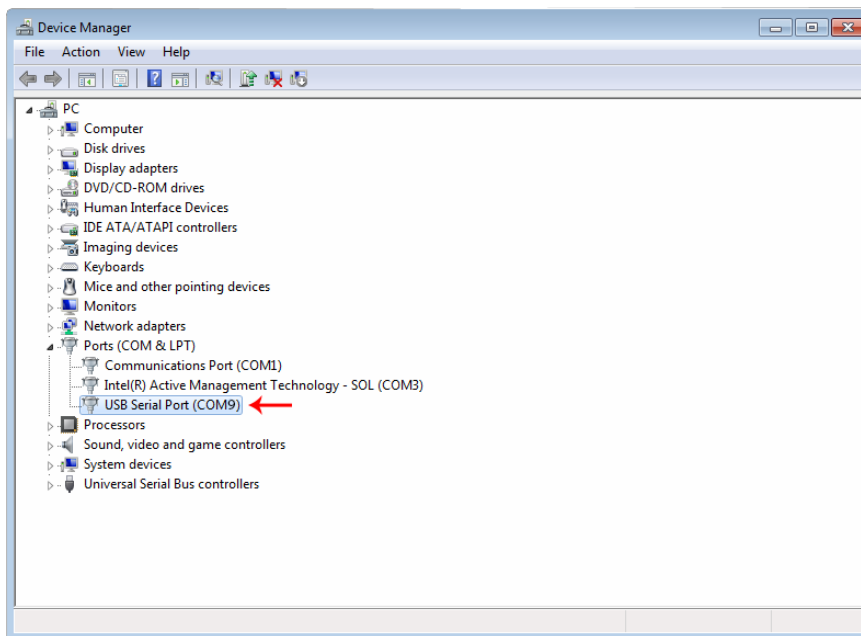 Device Manager
File Action View Help
PC
Computer
Disk drives
Display adapters
DVD/CD-ROM drives
Human Interface Devices
IDE ATA/ATAPI controllers
Imaging devices
Keyboards
Mice and other pointing devices
Monitors
Network adapters
Ports (COM & LPT)
Communications Port (COM1)
Intel(R) Active Management Technology - SOL (COM3)
USB Serial Port (COM9)
Processors
Sound, video and game controllers
System devices
Universal Serial Bus controllers